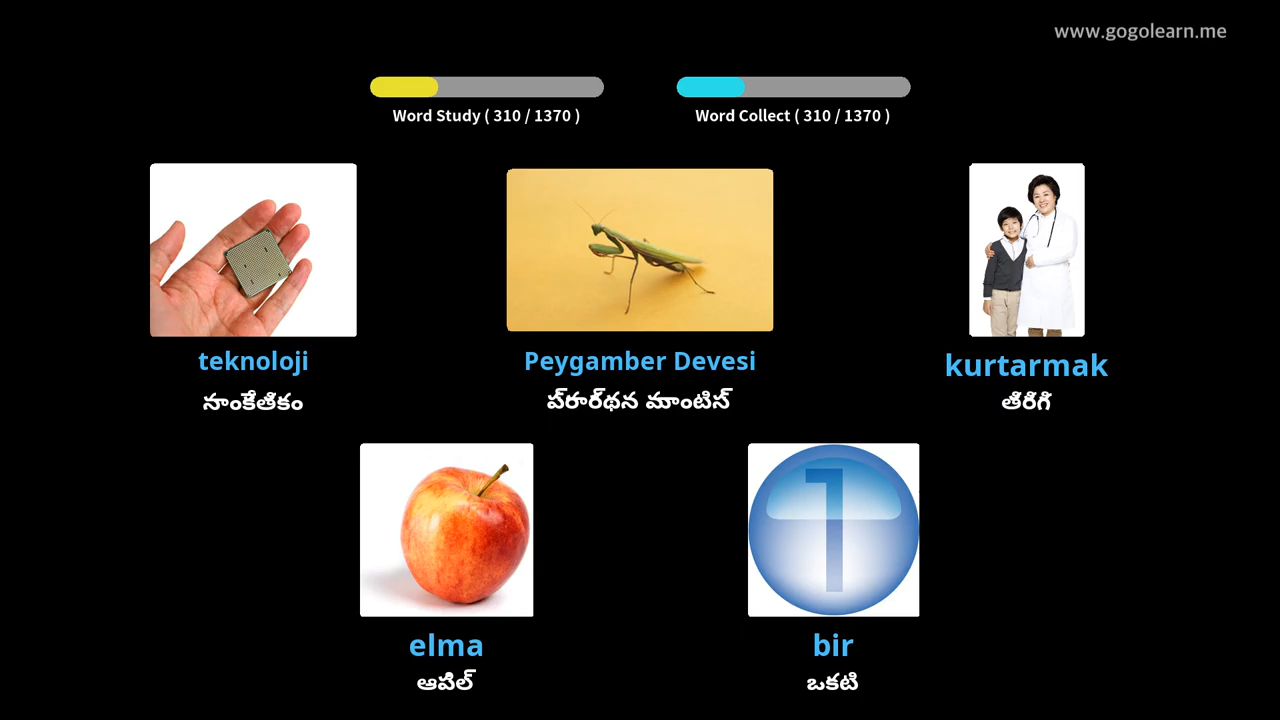 www.gogolearn.me
Word Study ( 310 / 1370 )
Word Collect ( 310 / 1370 )
teknoloji
సాంకేతికం
Peygamber Devesi
ప్రార్థన మాంటిస్
kurtarmak
తిరిగి
elma
ఆపిల్
bir
ఒకటి